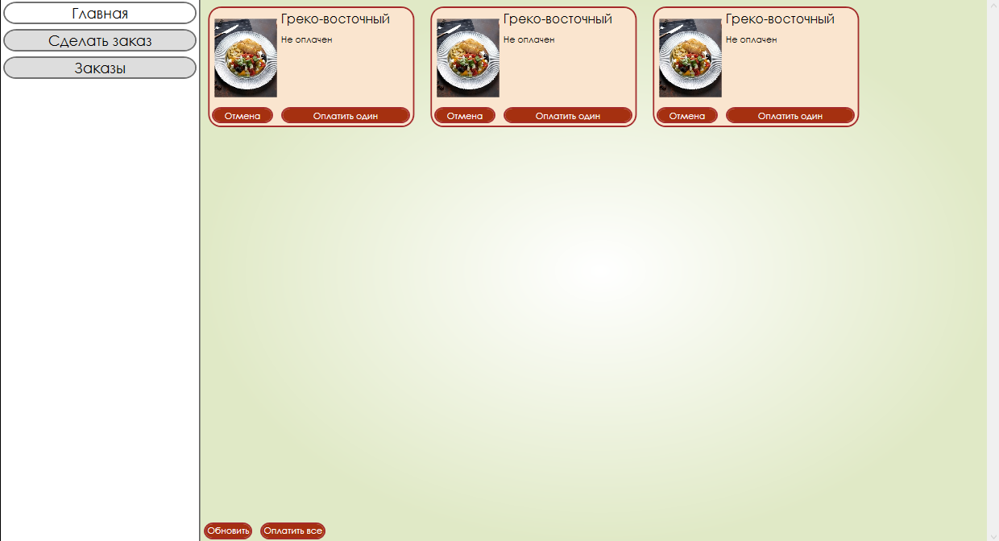 Главная
Сделать заказ
Заказы
Греко-восточный
Не оплачен
Отмена
Оплатить один
Греко-восточный
Не оплачен
Отмена
Оплатить один
Греко-восточный
Не оплачен
Отмена
Оплатить один
Обновить
Оплатить все